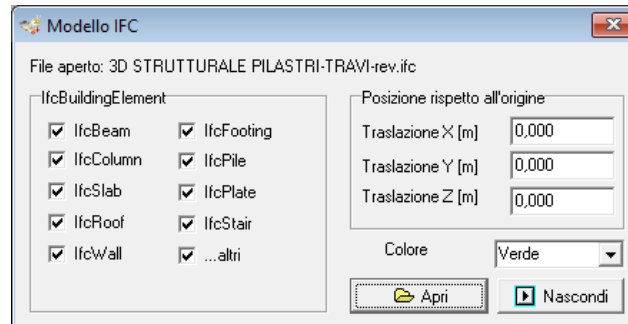 Modello IFC
File aperto: 3D STRUTTURALE PILASTRI-TRAVI-rev.ifc
IfcBuildingElement
IfcBeam IfcFooting
IfcColumn IfcPile
IfcSlab IfcPlate
IfcRoof IfcStair
IfcWall ...altri
Posizione rispetto all'origine
Traslazione X [m] 0,000
Traslazione Y [m] 0,000
Traslazione Z [m] 0,000
Colore Verde
Apri Nascondi